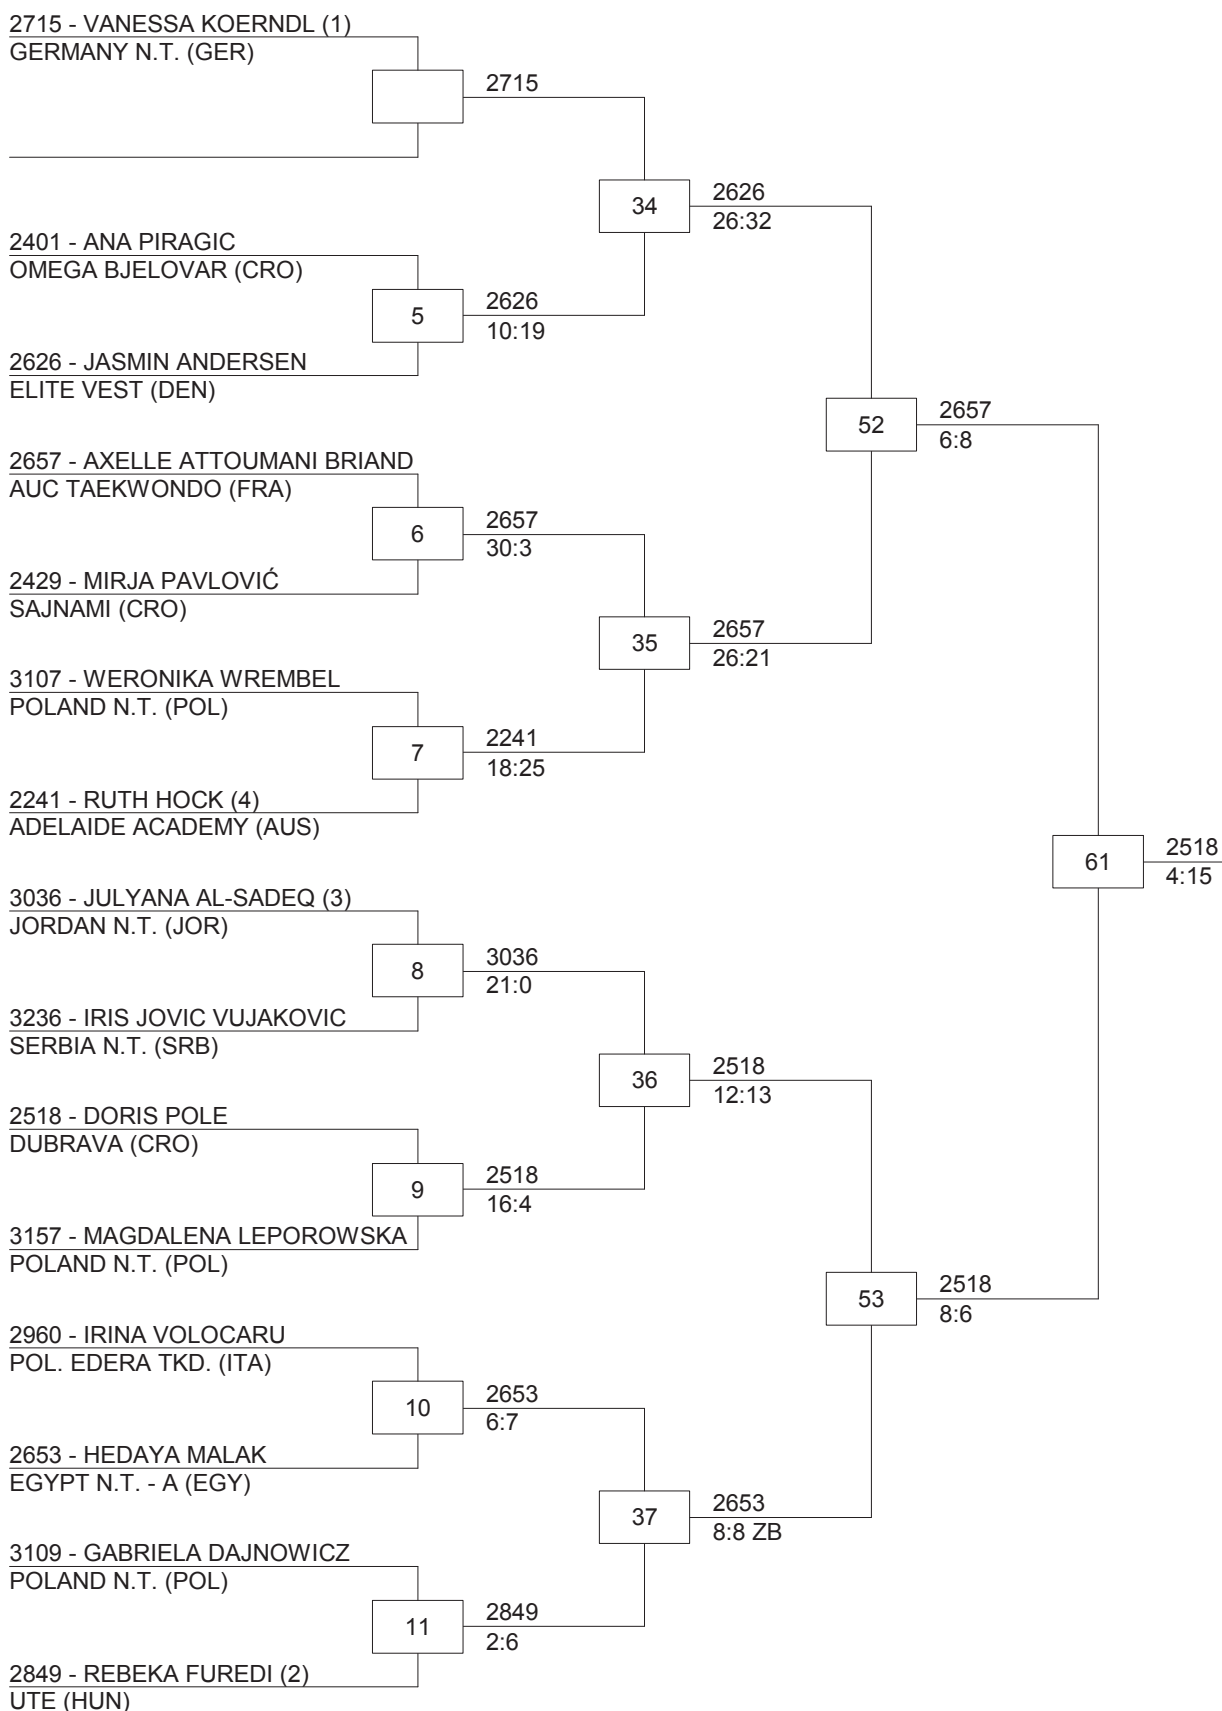 2715 - VANESSA KOERNDL (1)
GERMANY N.T. (GER)
2715
34
2626
26:32
2401 - ANA PIRAGIC
OMEGA BJELOVAR (CRO)
5
2626
10:19
2626 - JASMIN ANDERSEN
ELITE VEST (DEN)
52
2657
6:8
2657 - AXELLE ATTOUMANI BRIAND
AUC TAEKWONDO (FRA)
6
2657
30:3
2429 - MIRJA PAVLOVIĆ
SAJNAMI (CRO)
35
2657
26:21
3107 - WERONIKA WREMBEL
POLAND N.T. (POL)
7
2241
18:25
2241 - RUTH HOCK (4)
ADELAIDE ACADEMY (AUS)
61
2518
4:15
3036 - JULYANA AL-SADEQ (3)
JORDAN N.T. (JOR)
8
3036
21:0
3236 - IRIS JOVIC VUJAKOVIC
SERBIA N.T. (SRB)
36
2518
12:13
2518 - DORIS POLE
DUBRAVA (CRO)
9
2518
16:4
3157 - MAGDALENA LEPOROWSKA
POLAND N.T. (POL)
53
2518
8:6
2960 - IRINA VOLOCARU
POL. EDERA TKD. (ITA)
10
2653
6:7
2653 - HEDAYA MALAK
EGYPT N.T. - A (EGY)
37
2653
8:8 ZB
3109 - GABRIELA DAJNOWICZ
POLAND N.T. (POL)
11
2849
2:6
2849 - REBEKA FUREDI (2)
UTE (HUN)